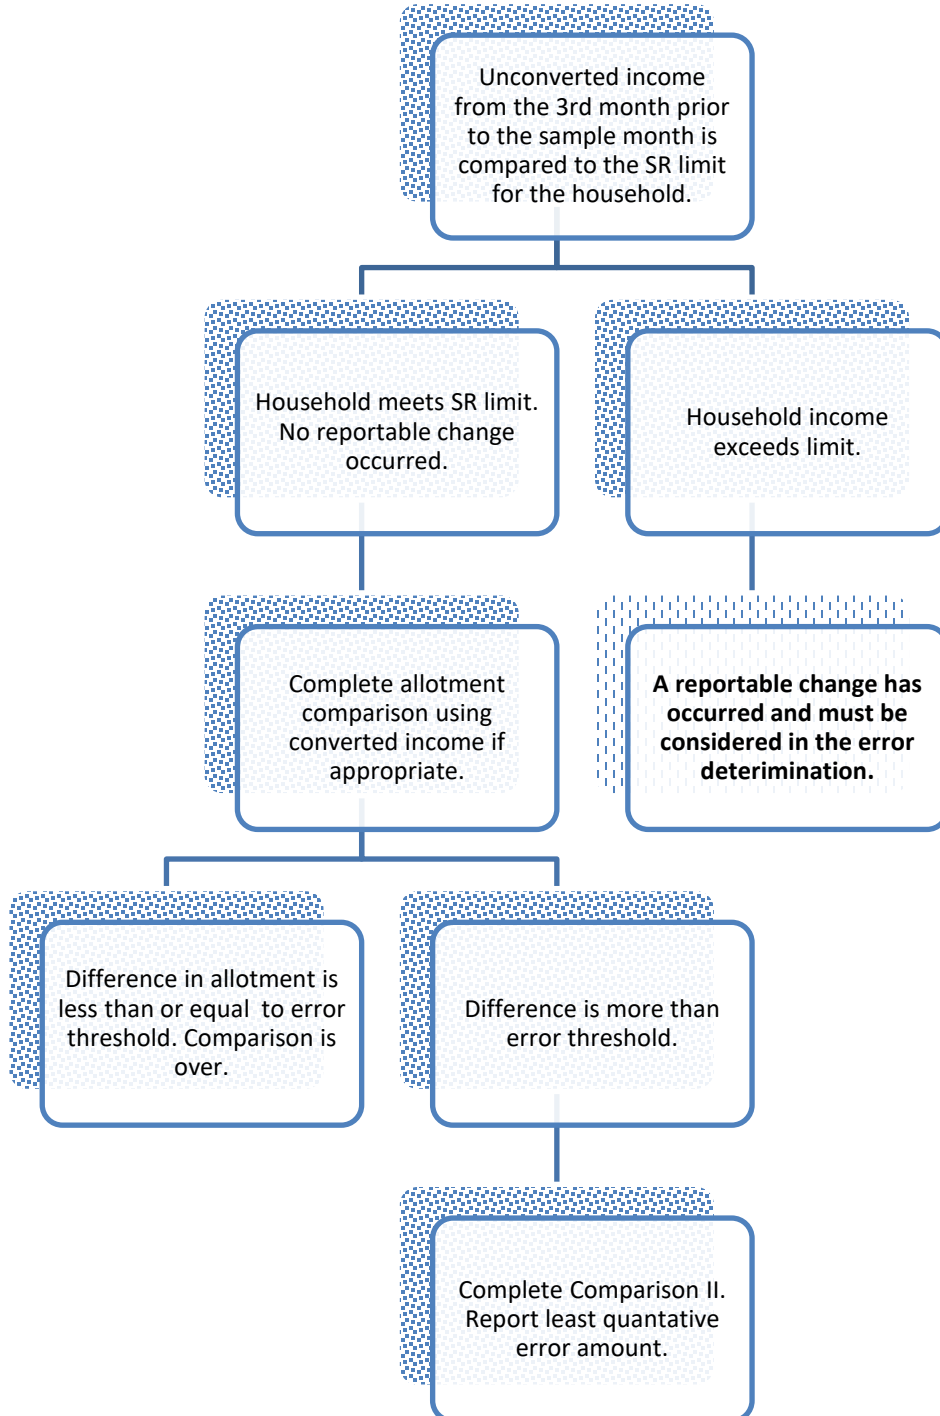 Unconverted income
from the 3rd month prior
to the sample month is
compared to the SR limit
for the household.
Household meets SR limit.
No reportable change
occurred.
Household income
exceeds limit.
Complete allotment
comparison using
converted income if
appropriate.
A reportable change has
occurred and must be
considered in the error
deterimination.
Difference in allotment is
less than or equal  to error
threshold. Comparison is
over.
Difference is more than
error threshold.
Complete Comparison II.
Report least quantative
error amount.